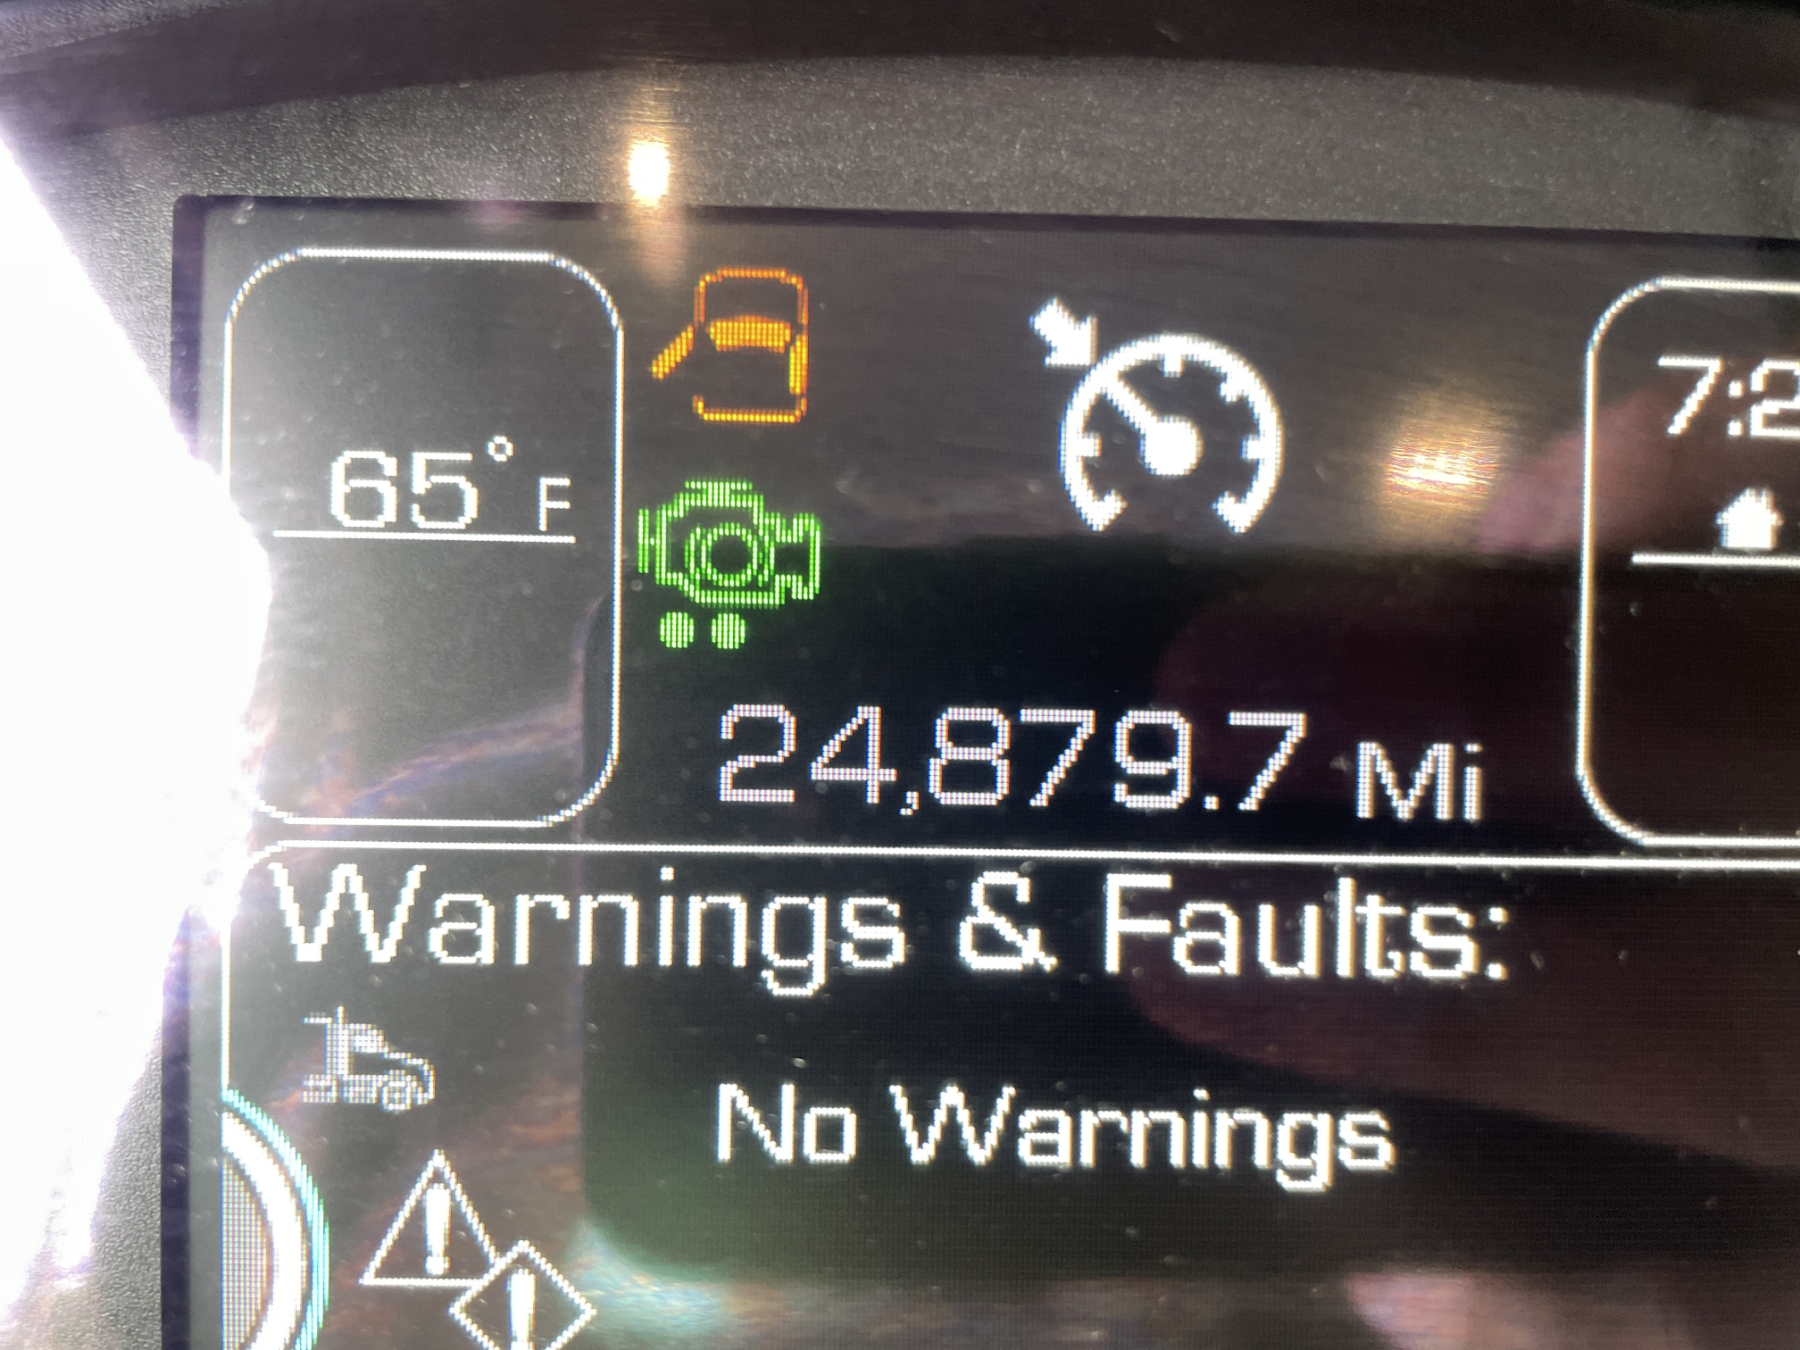 65°F
24,879.7 Mi
Warnings & Faults:
No Warnings